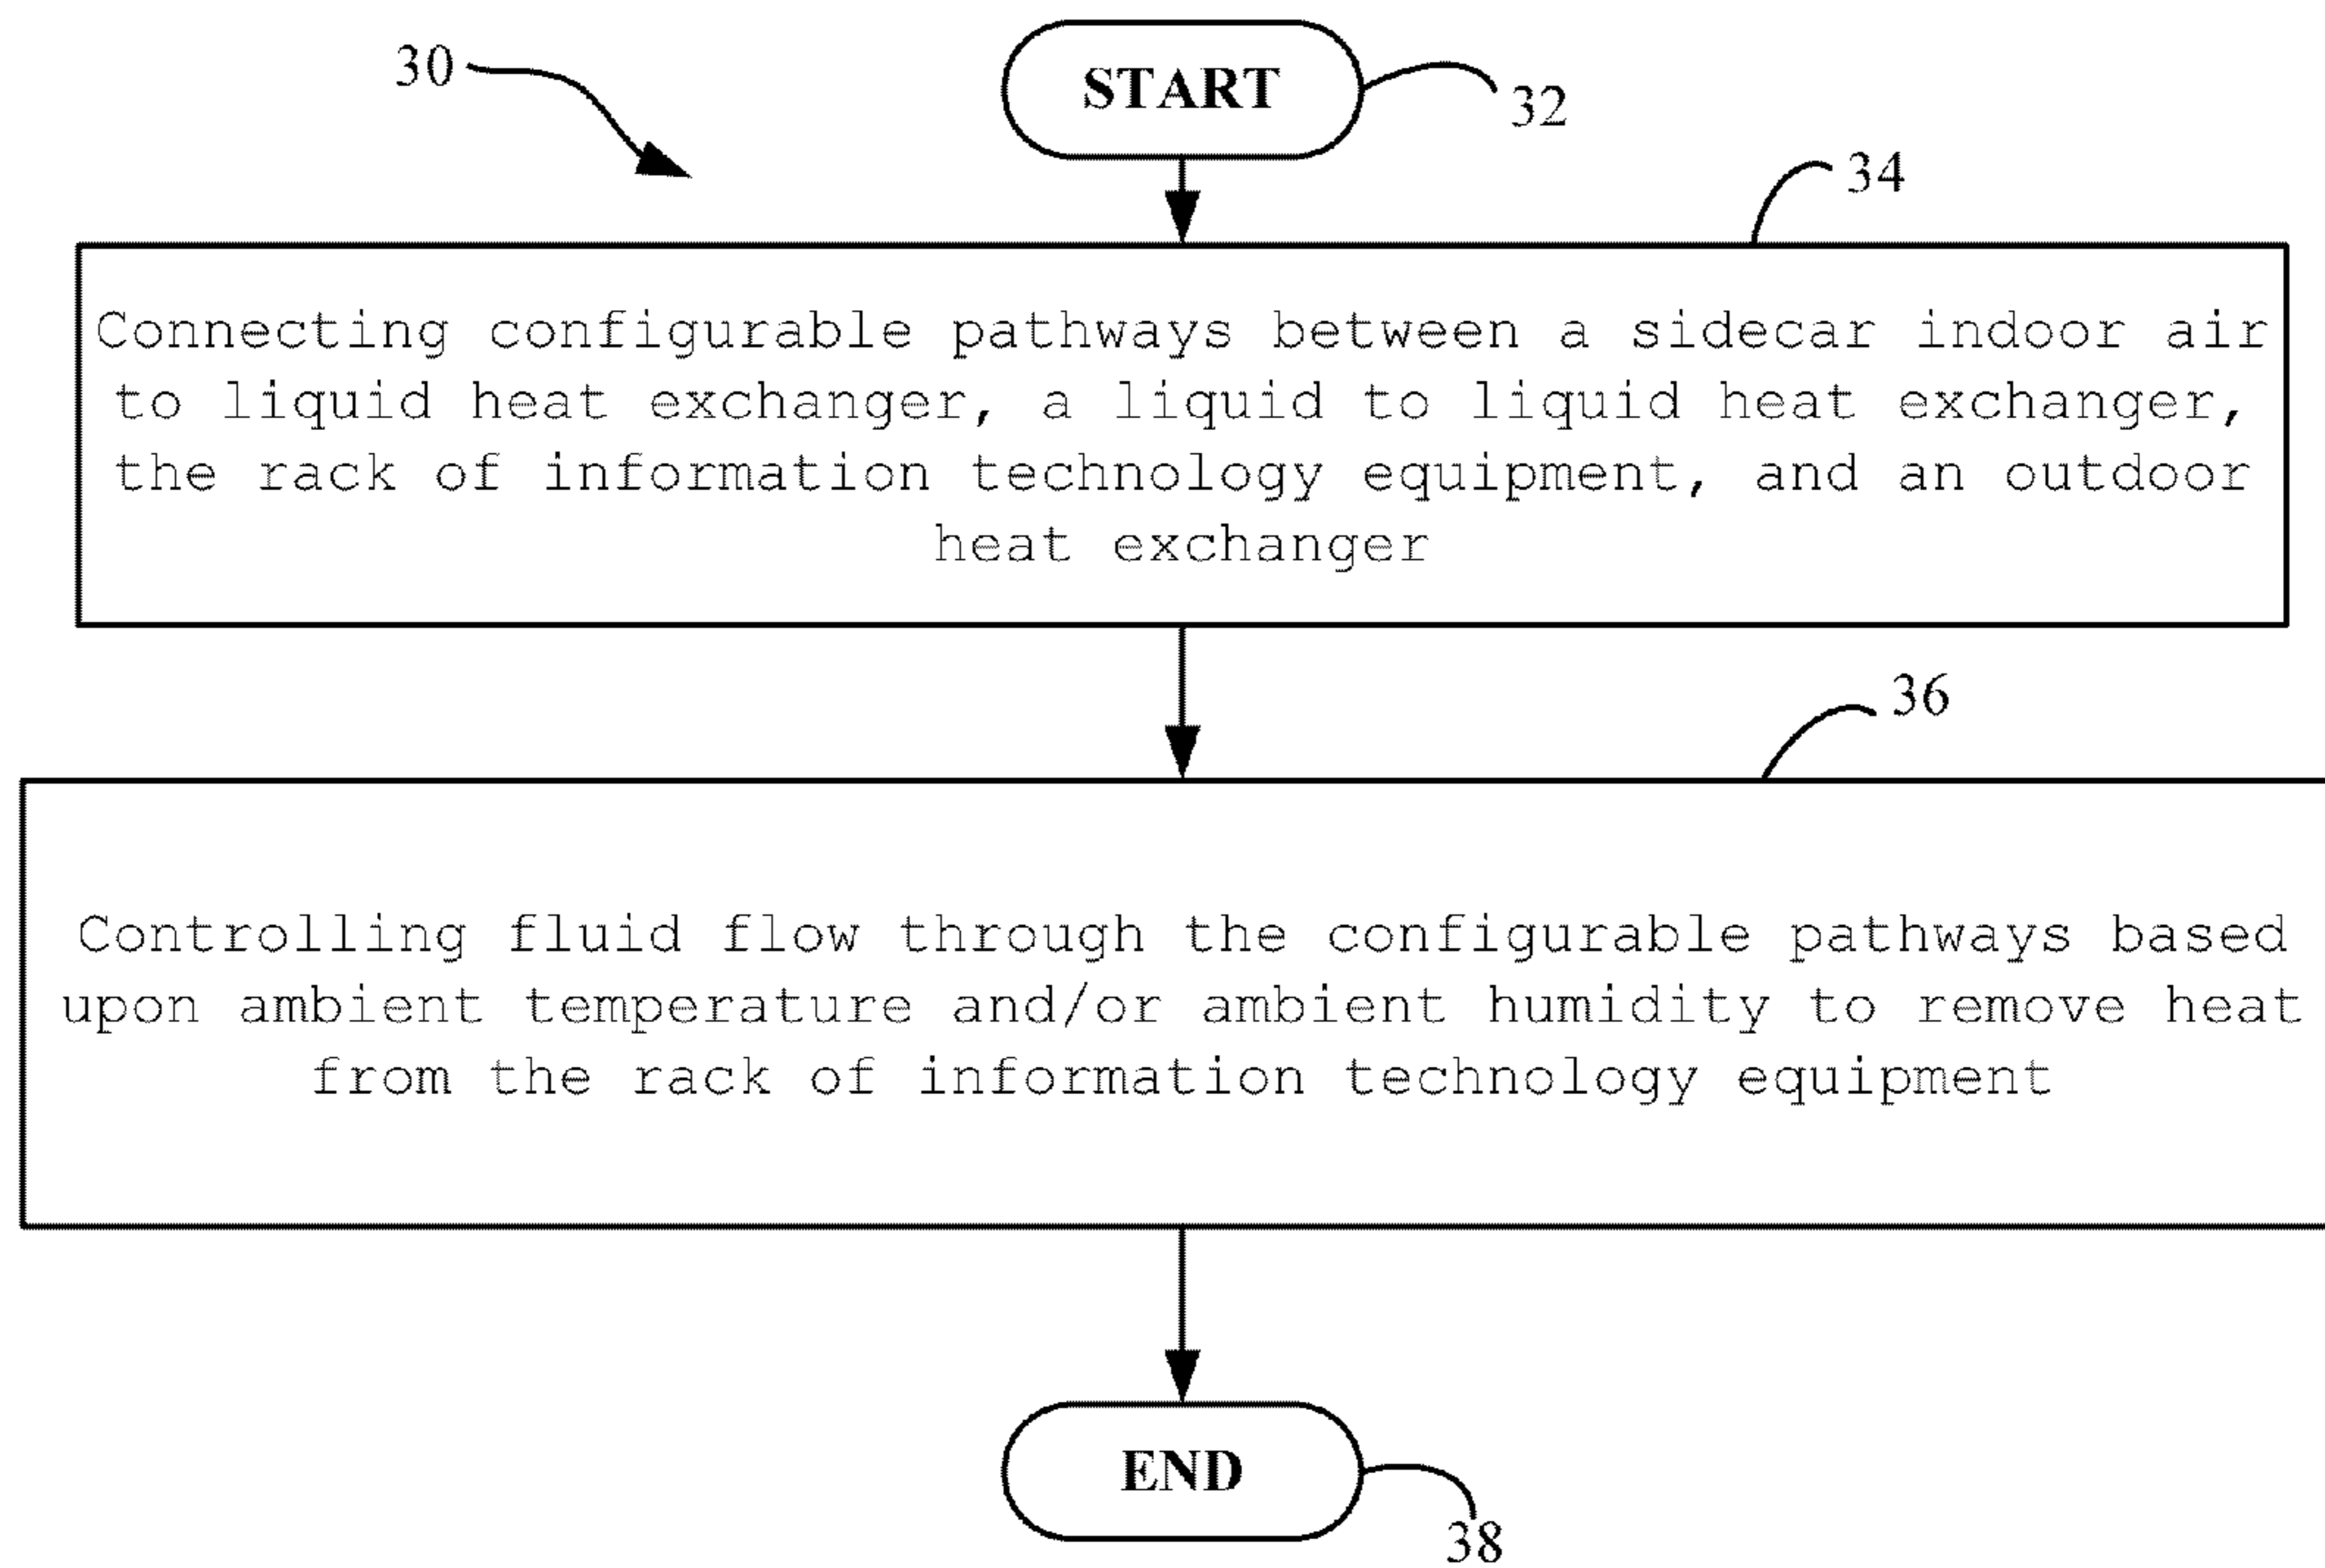 30
START
32
34
Connecting configurable pathways between a sidecar indoor air
to liquid heat exchanger, a liquid to liquid heat exchanger,
the rack of information technology equipment, and an outdoor
heat exchanger
36
Controlling fluid flow through the configurable pathways based
upon ambient temperature and/or ambient humidity to remove heat
from the rack of information technology equipment
END
38